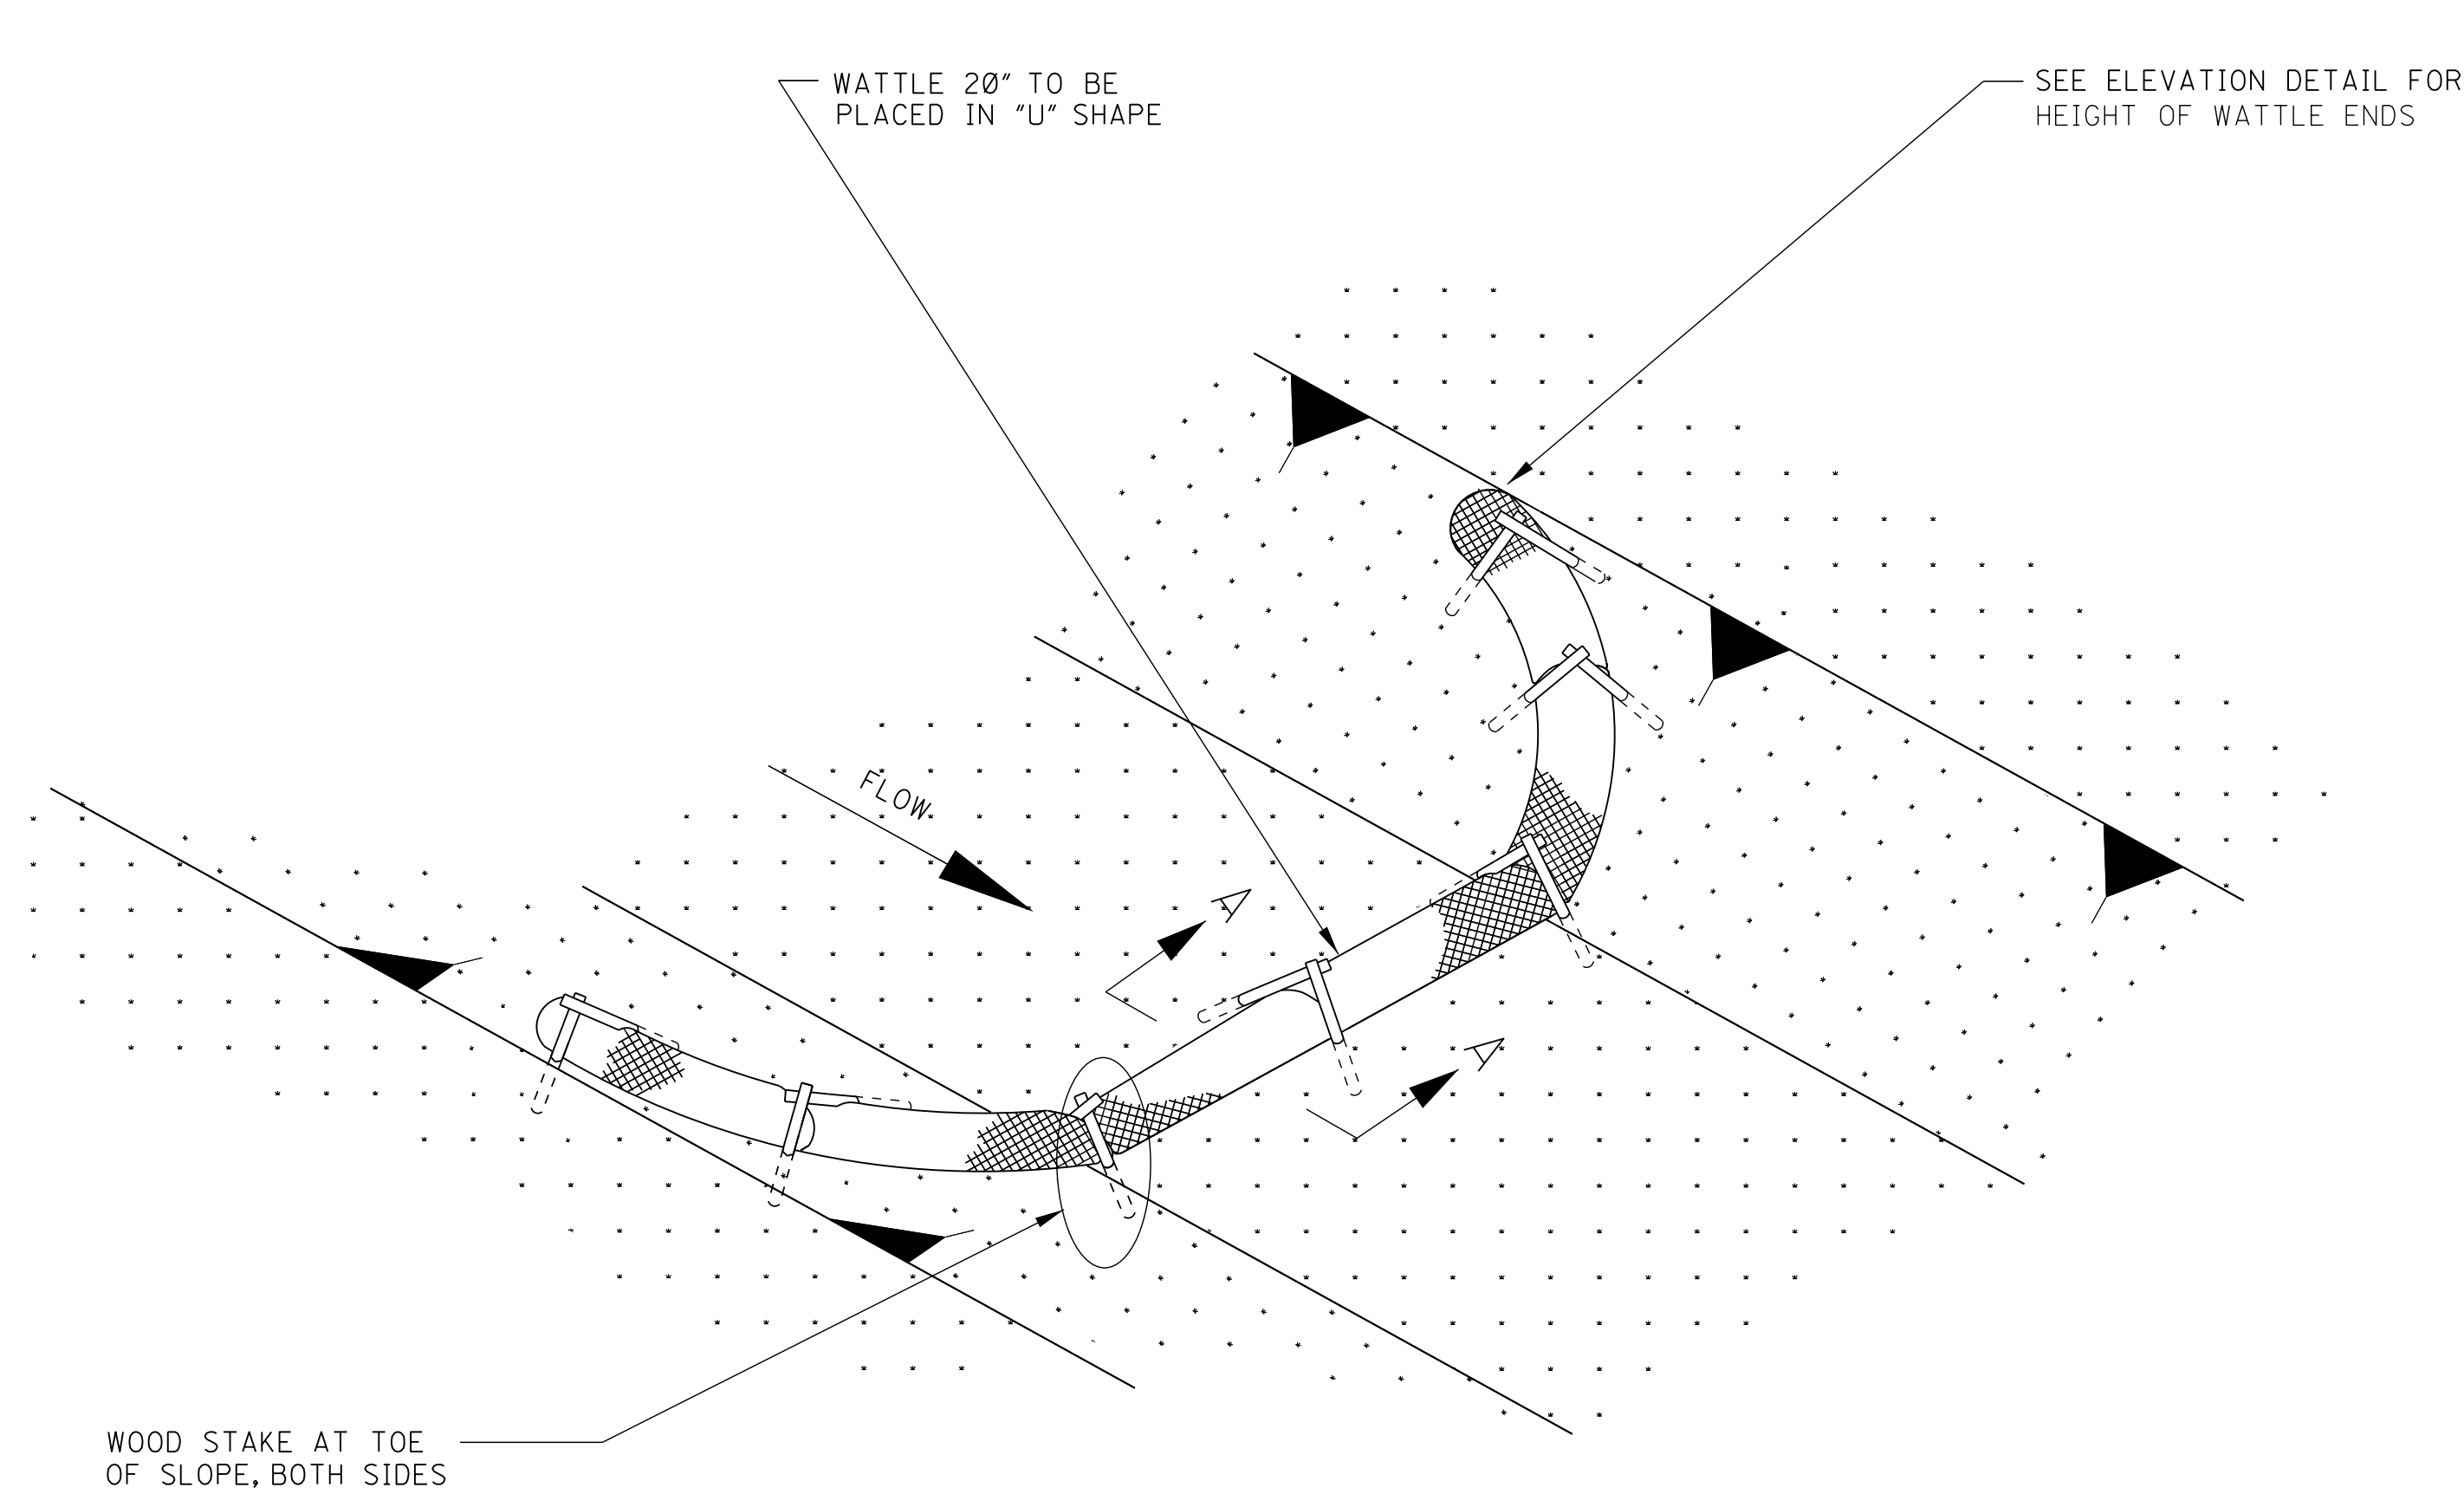 WATTLE 20" TO BE
PLACED IN "U" SHAPE
SEE ELEVATION DETAIL FOR
HEIGHT OF WATTLE ENDS
FLOW
A
A
WOOD STAKE AT TOE
OF SLOPE, BOTH SIDES